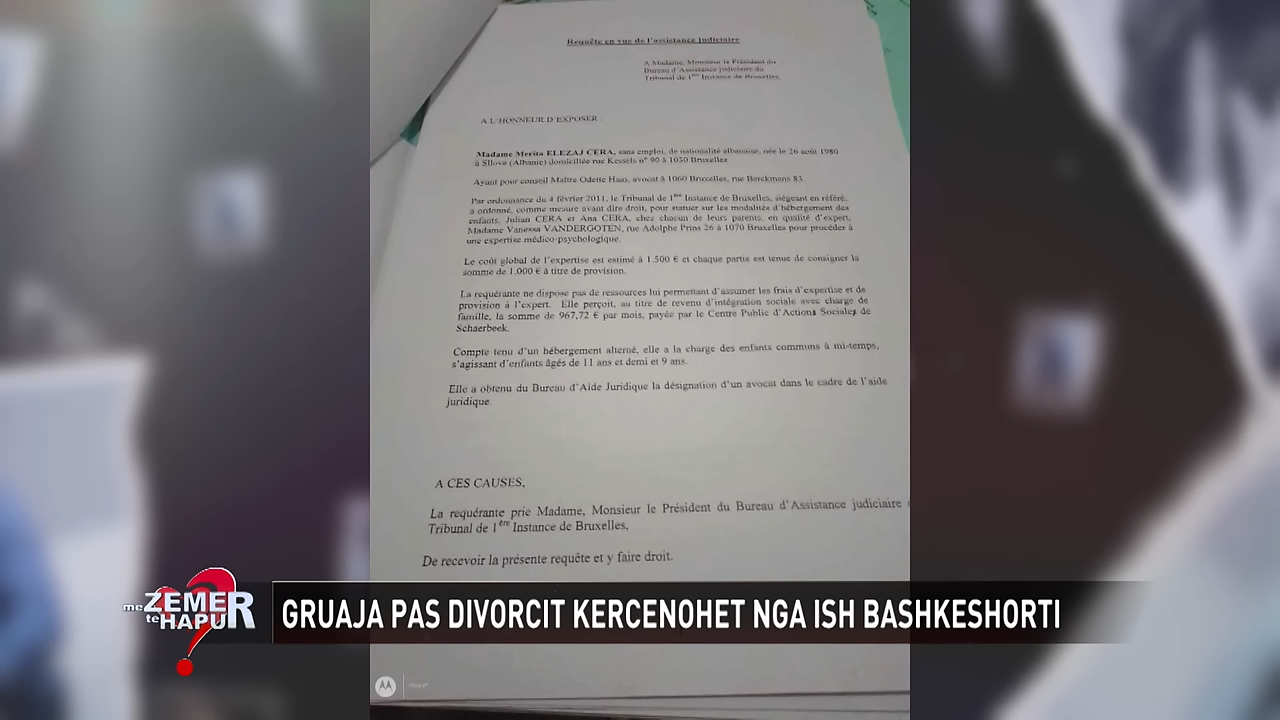 Requête en vue de l'assistance judiciaire
A Madame, Monsieur le Président du
Bureau d'Assistance judiciaire du
Tribunal de 1ère Instance de Bruxelles,
A L'HONNEUR D'EXPOSER :
Madame Merita ELEZAJ CERA, sans emploi, de nationalité albanaise, née le 26 août 1980
à Sllove (Albanie) domiciliée rue Kessels n° 90 à 1030 Bruxelles
Ayant pour conseil Maître Odette Haas, avocat à 1060 Bruxelles, rue Berckmans 83.
Par ordonnance du 4 février 2011, le Tribunal de 1ère Instance de Bruxelles, siégeant en référé,
a ordonné, comme mesure avant dire droit, pour statuer sur les modalités d'hébergement des
enfants, Julian CERA et Ana CERA, chez chacun de leurs parents, en qualité d'expert,
Madame Vanessa VANDERGOTEN, rue Adolphe Prins 26 à 1070 Bruxelles pour procéder à
une expertise médico-psychologique.
Le coût global de l'expertise est estimé à 1.500 € et chaque partie est tenue de consigner la
somme de 1.000 € à titre de provision.
La requérante ne dispose pas de ressources lui permettant d'assumer les frais d'expertise et de
provision à l'expert. Elle perçoit, au titre de revenu d'intégration sociale avec charge de
famille, la somme de 967,72 € par mois, payée par le Centre Public d'Actions Sociales de
Schaerbeek.
Compte tenu d'un hébergement alterné, elle a la charge des enfants communs à mi-temps,
s'agissant d'enfants âgés de 11 ans et demi et 9 ans.
Elle a obtenu du Bureau d'Aide Juridique la désignation d'un avocat dans le cadre de l'aide
juridique.
A CES CAUSES,
La requérante prie Madame, Monsieur le Président du Bureau d'Assistance judiciaire
Tribunal de 1ère Instance de Bruxelles,
De recevoir la présente requête et y faire droit.
me ZEMER
te HAPUR
?
GRUAJA PAS DIVORCIT KERCENOHET NGA ISH BASHKESHORTI